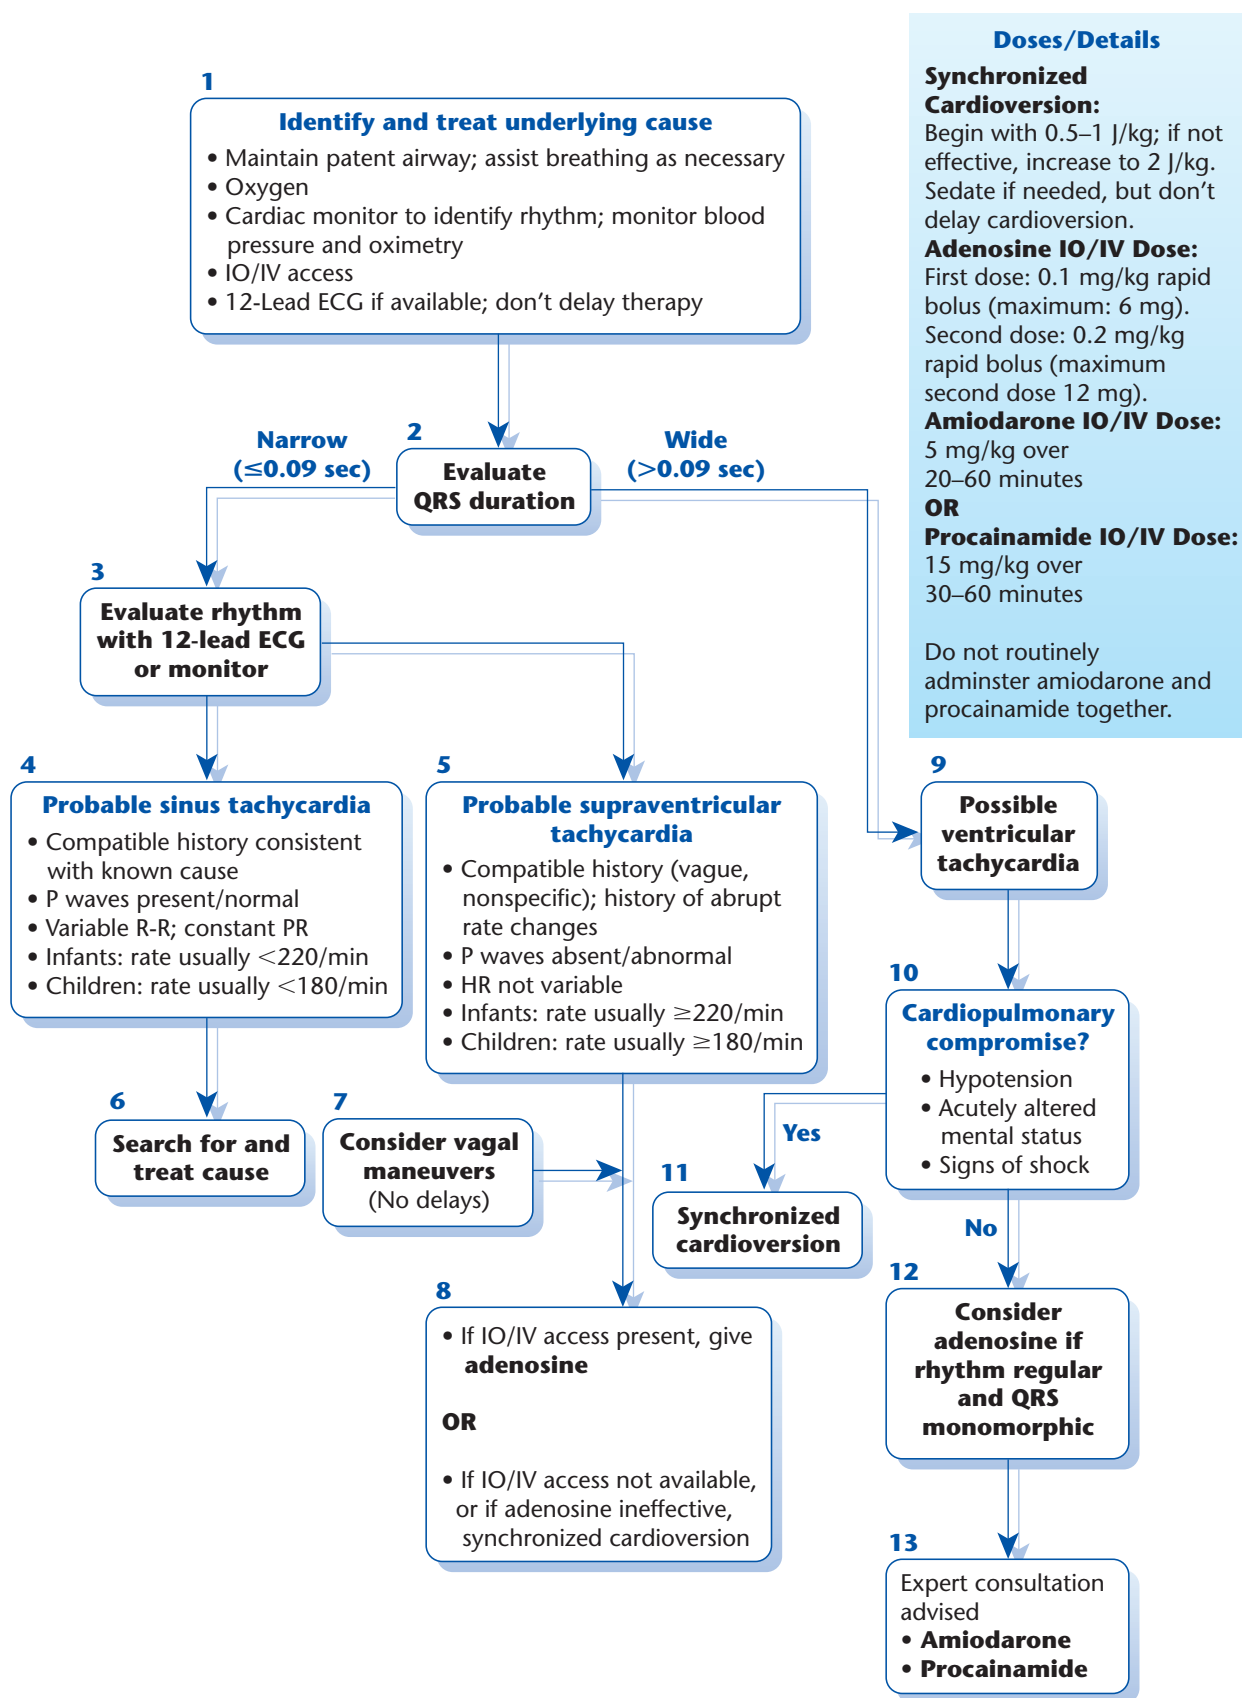 1
Identify and treat underlying cause
• Maintain patent airway; assist breathing as necessary
• Oxygen
• Cardiac monitor to identify rhythm; monitor blood
pressure and oximetry
• IO/IV access
• 12-Lead ECG if available; don’t delay therapy
Doses/Details
Synchronized
Cardioversion:
Begin with 0.5–1 J/kg; if not
effective, increase to 2 J/kg.
Sedate if needed, but don’t
delay cardioversion.
Adenosine IO/IV Dose:
First dose: 0.1 mg/kg rapid
bolus (maximum: 6 mg).
Second dose: 0.2 mg/kg
rapid bolus (maximum
second dose 12 mg).
Amiodarone IO/IV Dose:
5 mg/kg over
20–60 minutes
OR
Procainamide IO/IV Dose:
15 mg/kg over
30–60 minutes
Do not routinely
adminster amiodarone and
procainamide together.
Narrow
(≤0.09 sec)
2
Evaluate
QRS duration
Wide
(>0.09 sec)
3
Evaluate rhythm
with 12-lead ECG
or monitor
4
Probable sinus tachycardia
• Compatible history consistent
with known cause
• P waves present/normal
• Variable R-R; constant PR
• Infants: rate usually <220/min
• Children: rate usually <180/min
5
Probable supraventricular
tachycardia
• Compatible history (vague,
nonspecific); history of abrupt
rate changes
• P waves absent/abnormal
• HR not variable
• Infants: rate usually ≥220/min
• Children: rate usually ≥180/min
9
Possible
ventricular
tachycardia
10
Cardiopulmonary
compromise?
• Hypotension
• Acutely altered
mental status
• Signs of shock
6
Search for and
treat cause
7
Consider vagal
maneuvers
(No delays)
Yes
11
Synchronized
cardioversion
No
8
• If IO/IV access present, give
adenosine
OR
• If IO/IV access not available,
or if adenosine ineffective,
synchronized cardioversion
12
Consider
adenosine if
rhythm regular
and QRS
monomorphic
13
Expert consultation
advised
• Amiodarone
• Procainamide